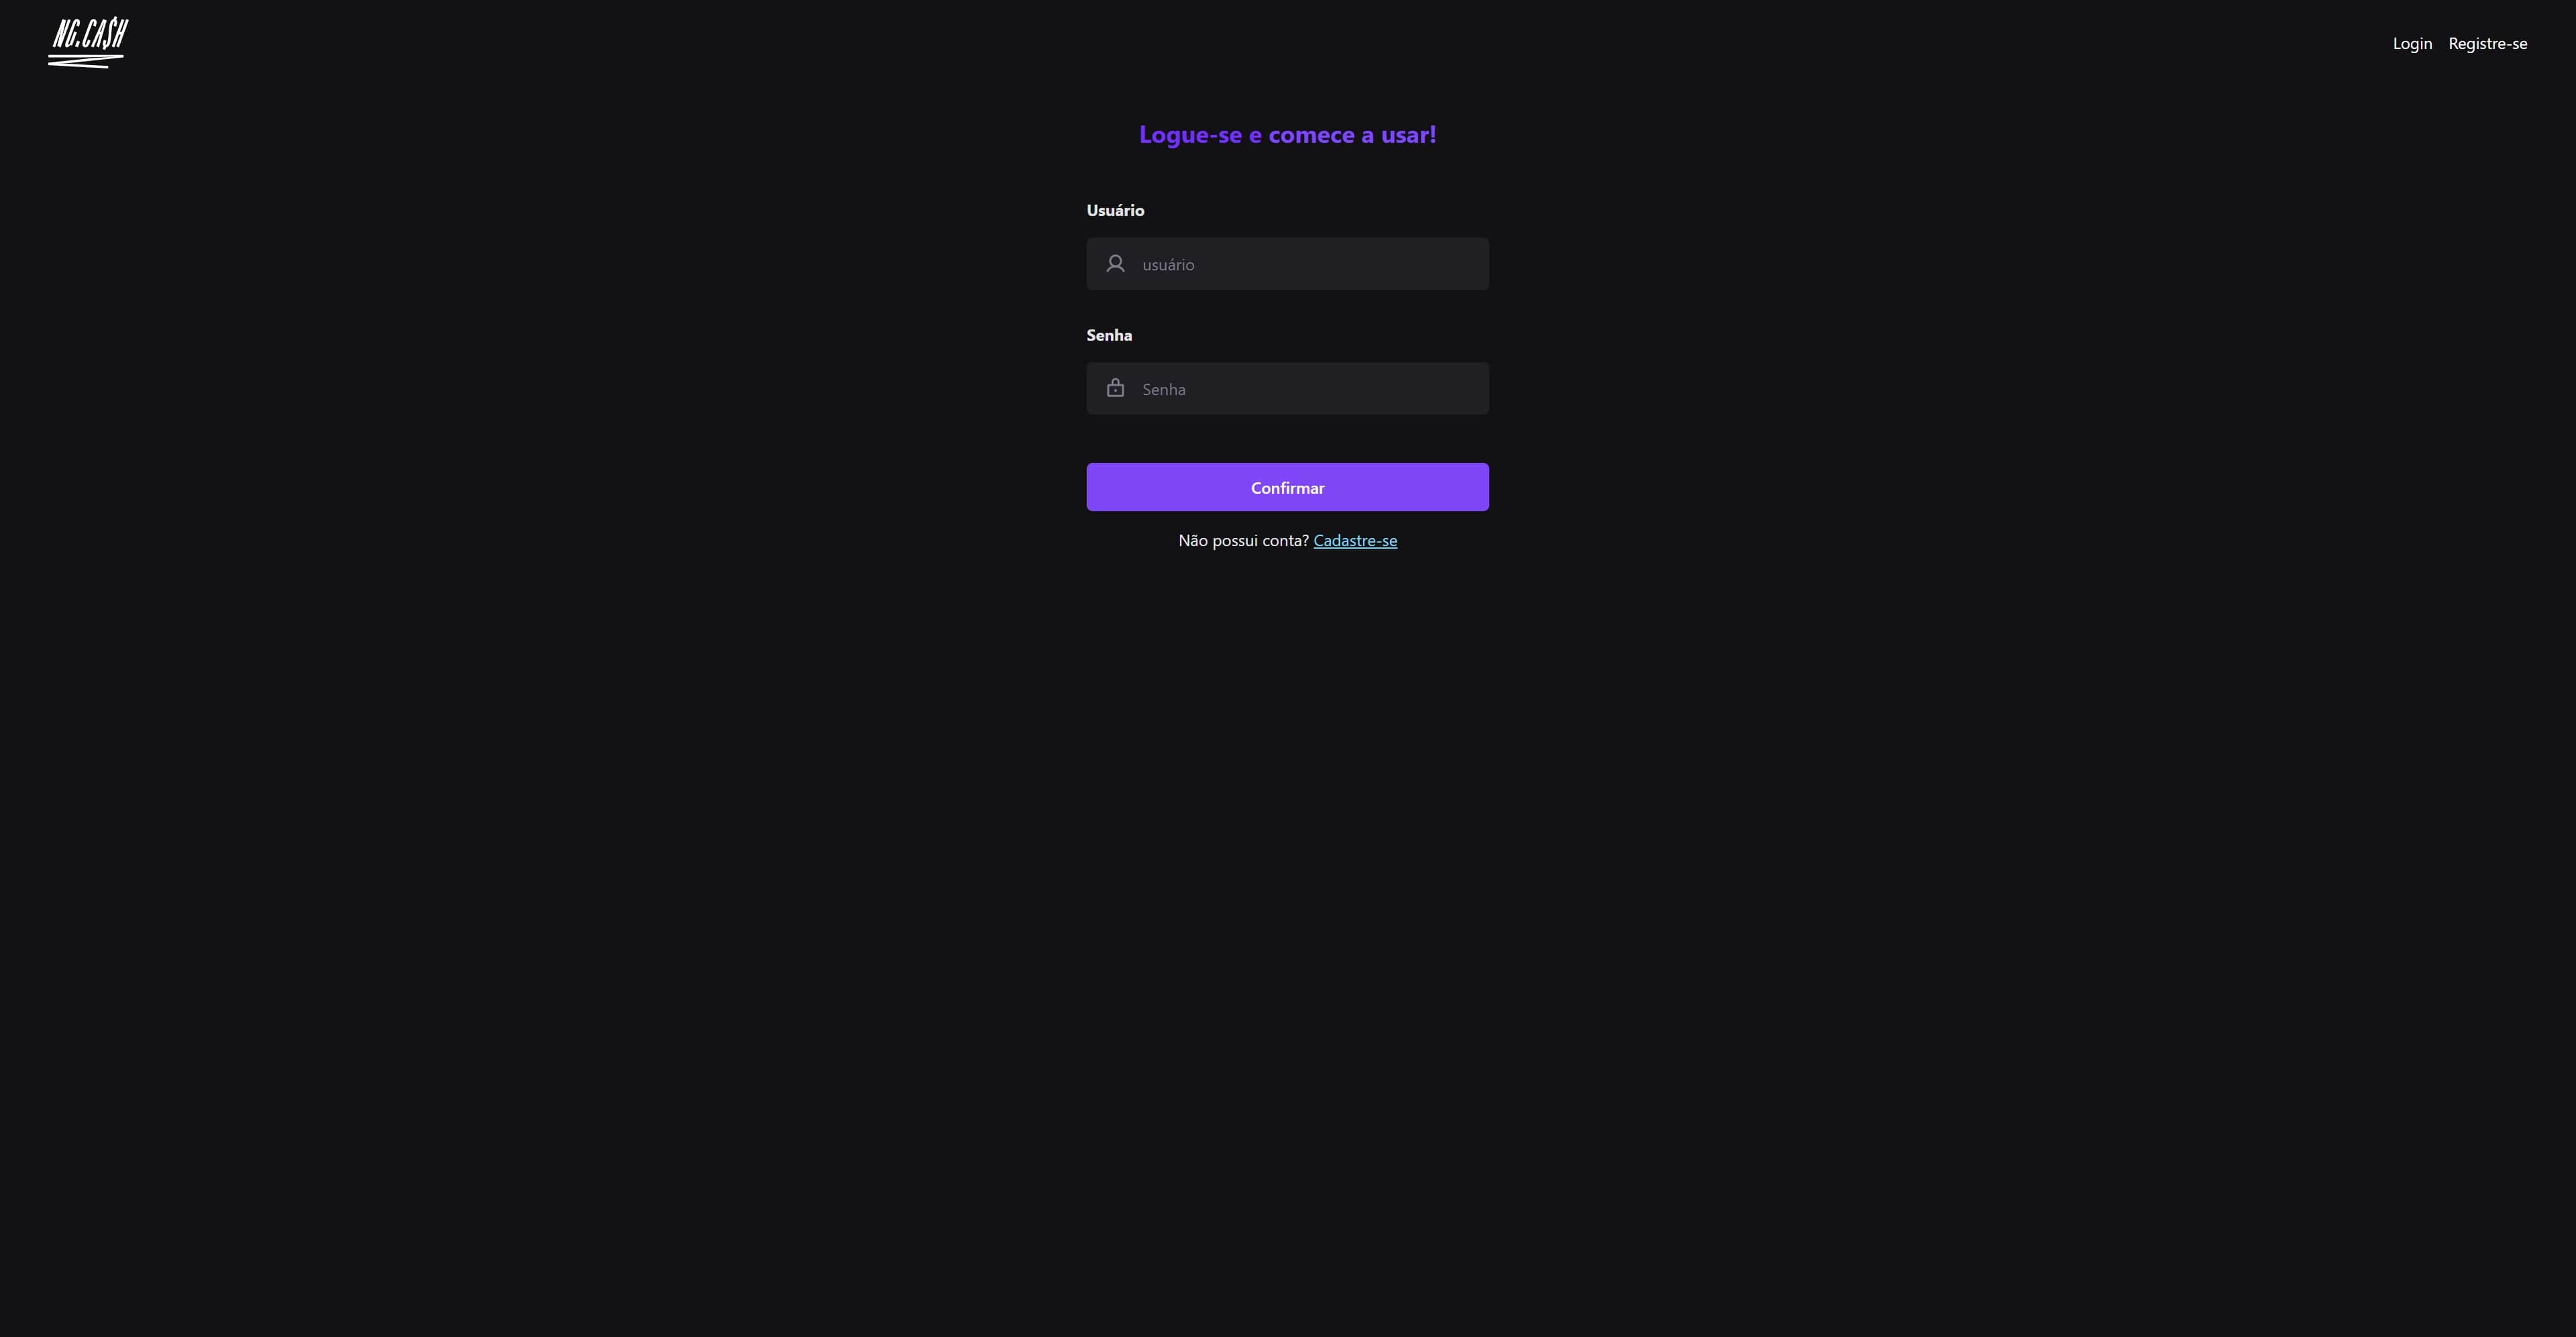 NG.CA$H
Login Registre-se
Logue-se e comece a usar!
Usuário
usuário
Senha
Senha
Confirmar
Não possui conta? Cadastre-se